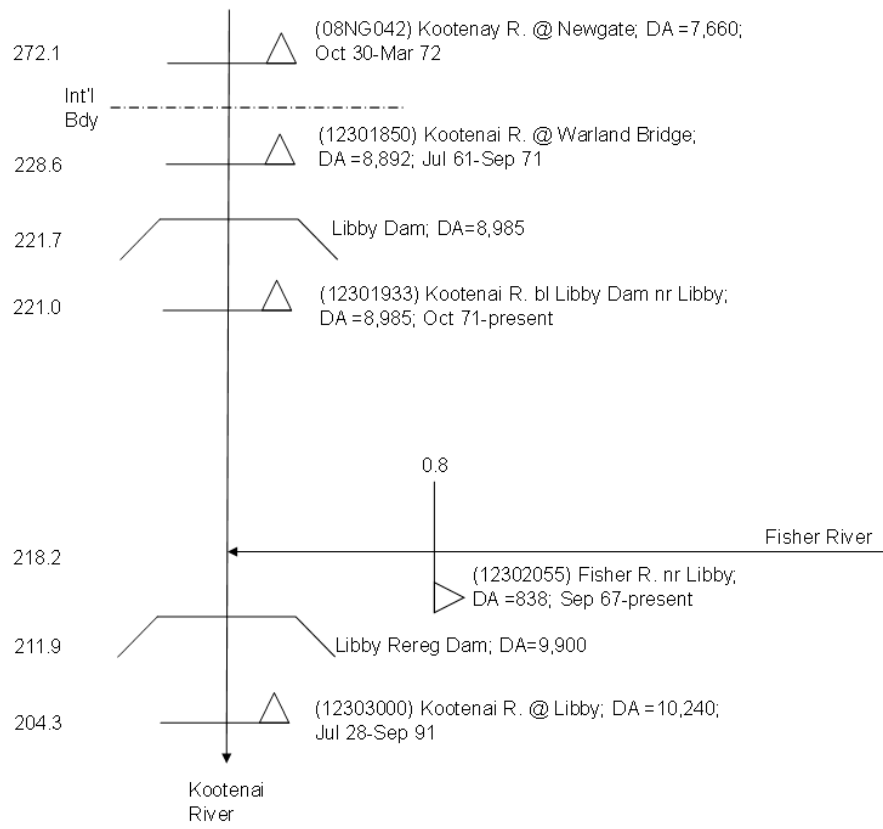 272.1
(08NG042) Kootenay R. @ Newgate; DA =7,660;
Oct 30-Mar 72
Int'l
Bdy
228.6
(12301850) Kootenai R. @ Warland Bridge;
DA =8,892; Jul 61-Sep 71
221.7
Libby Dam; DA=8,985
221.0
(12301933) Kootenai R. bl Libby Dam nr Libby;
DA =8,985; Oct 71-present
0.8
Fisher River
218.2
(12302055) Fisher R. nr Libby;
DA =838; Sep 67-present
211.9
Libby Rereg Dam; DA=9,900
204.3
(12303000) Kootenai R. @ Libby; DA =10,240;
Jul 28-Sep 91
Kootenai
River